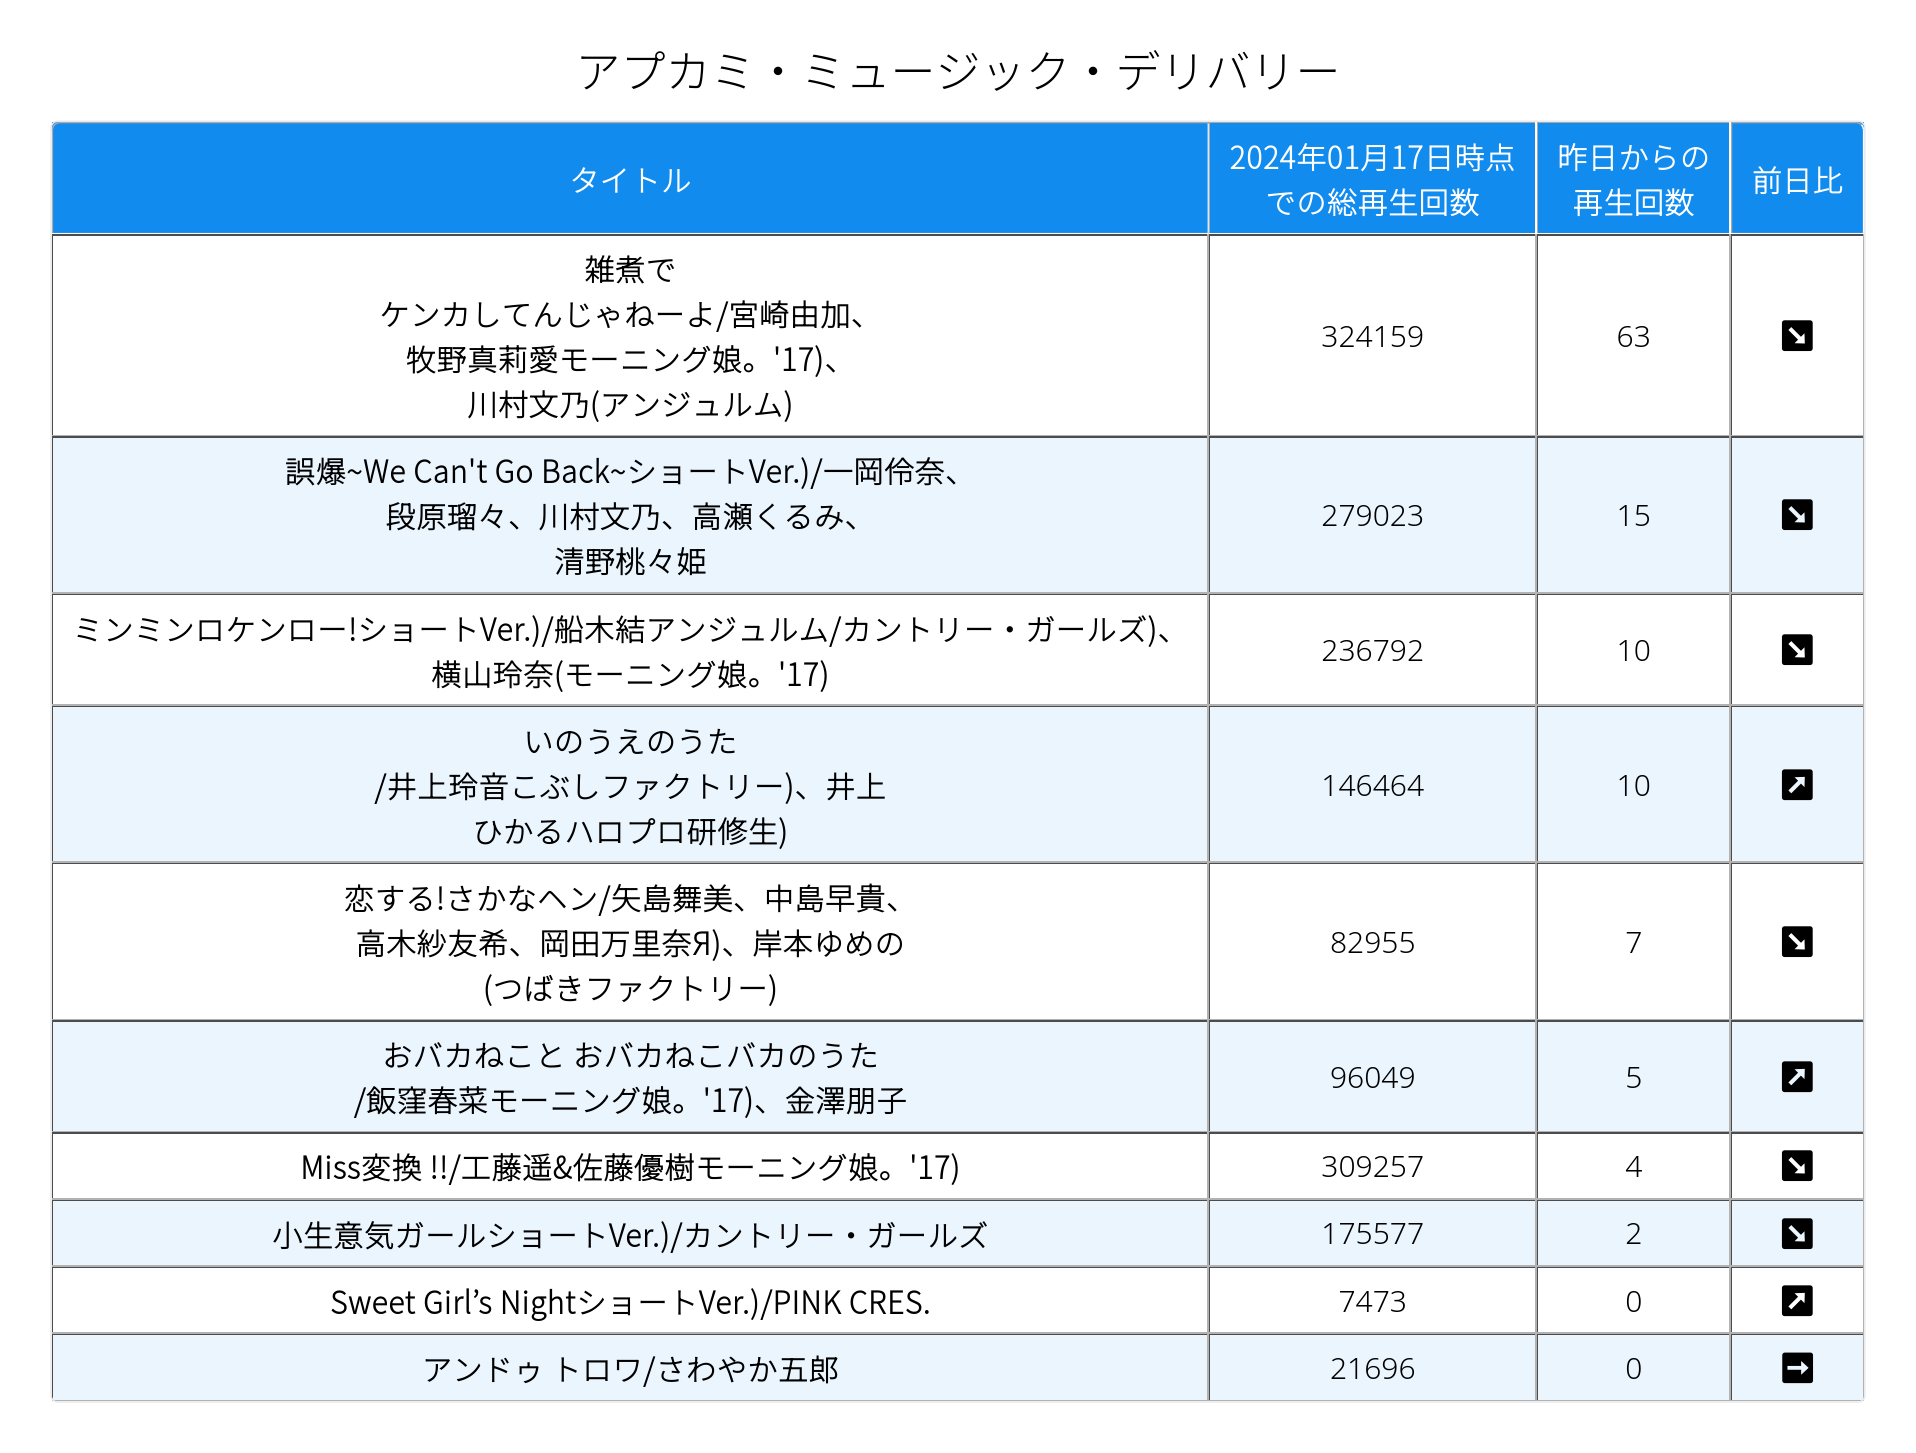 アプカミ・ミュージック・デリバリー
タイトル
2024年01月17日時点
での総再生回数
昨日からの
再生回数
前日比
雑煮で
ケンカしてんじゃねーよ/宮崎由加、
牧野真莉愛モーニング娘。'17)、
川村文乃(アンジュルム)
324159
63
誤爆~We Can't Go Back~ショートVer.)/一岡伶奈、
段原瑠々、川村文乃、高瀬くるみ、
清野桃々姫
279023
15
ミンミンロケンロー!ショートVer.)/船木結アンジュルム/カントリー・ガールズ)、
横山玲奈(モーニング娘。'17)
236792
10
いのうえのうた
/井上玲音こぶしファクトリー)、井上
ひかるハロプロ研修生)
146464
10
恋する!さかなヘン/矢島舞美、中島早貴、
高木紗友希、岡田万里奈Я)、岸本ゆめの
(つばきファクトリー)
82955
7
おバカねこと おバカねこバカのうた
/飯窪春菜モーニング娘。'17)、金澤朋子
96049
5
Miss変換 !!/工藤遥&佐藤優樹モーニング娘。'17)
309257
4
小生意気ガールショートVer.)/カントリー・ガールズ
175577
2
Sweet Girl’s NightショートVer.)/PINK CRES.
7473
0
アンドゥ トロワ/さわやか五郎
21696
0